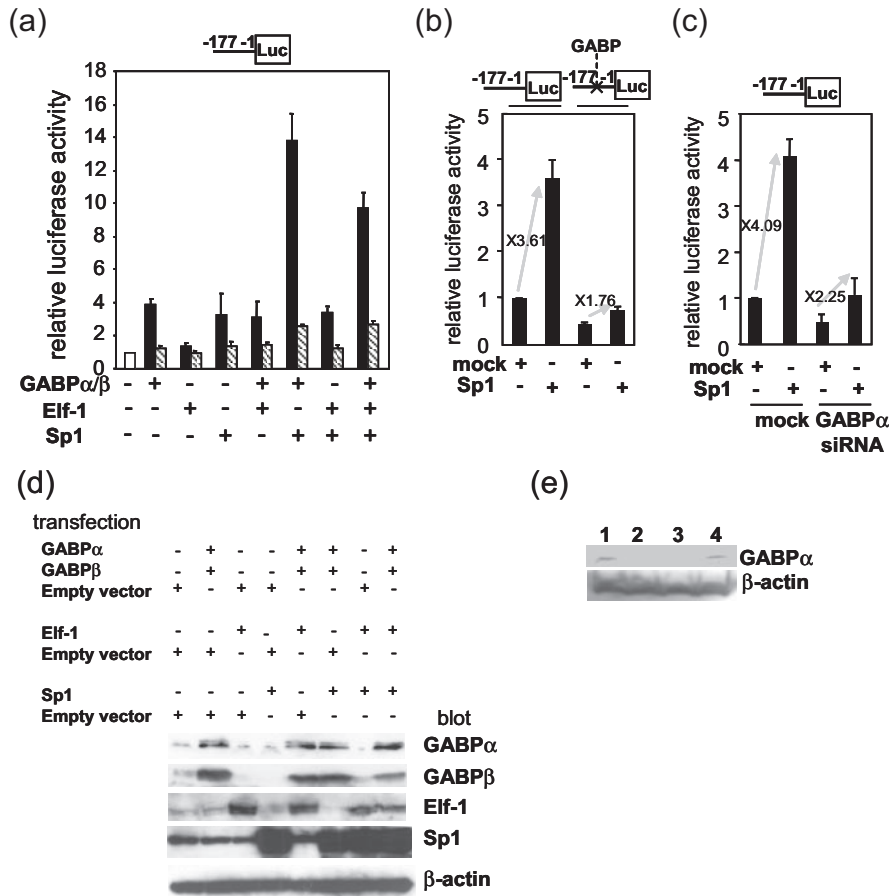 (a)
-177 -1 Luc
relative luciferase activity
18
16
14
12
10
8
6
4
2
0
GABPα/β - + - - + + - +
Elf-1 - - + - + - + +
Sp1 - - - + - + + +
(b)
GABP
-177 -1 Luc -177 -1 Luc
relative luciferase activity
5
4
3
2
1
0
X3.61
X1.76
mock + - + -
Sp1 - + - +
(c)
-177 -1 Luc
relative luciferase activity
5
4
3
2
1
0
X4.09
X2.25
mock + - + -
Sp1 - + - +
mock GABPα
siRNA
(d)
transfection
GABPα - + - - + + - +
GABPβ - + - - + + - +
Empty vector + - + + - - + -
Elf-1 - - + - + - + +
Empty vector + + - + - + - -
Sp1 - - - + - + + +
Empty vector + + + - + - - -
blot
GABPα
GABPβ
Elf-1
Sp1
β-actin
(e)
1 2 3 4
GABPα
β-actin